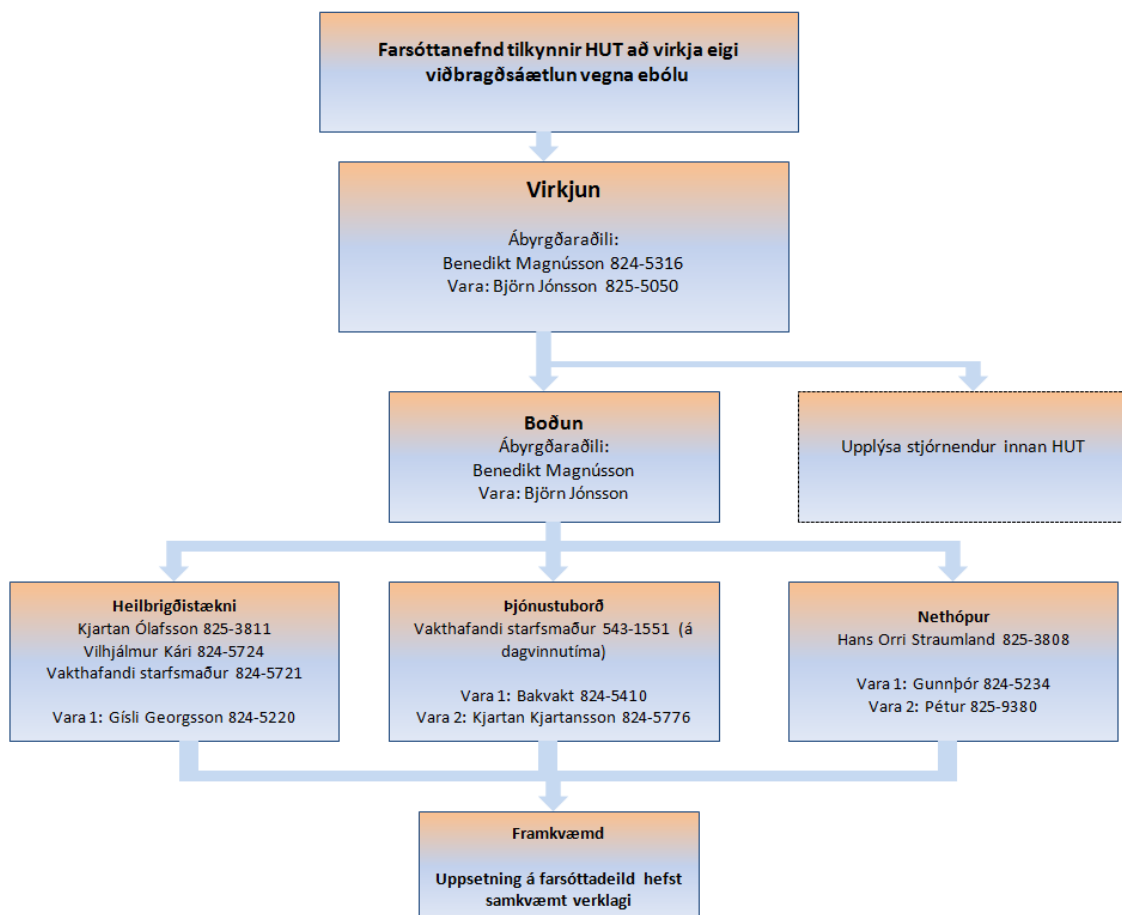 Farsóttanefnd tilkynnir HUT að virkja eigi
viðbragðsáætlun vegna ebólu
Virkjun
Ábyrgðaraðili:
Benedikt Magnússon 824-5316
Vara: Björn Jónsson 825-5050
Boðun
Ábyrgðaraðili:
Benedikt Magnússon
Vara: Björn Jónsson
Upplýsa stjórnendur innan HUT
Heilbrigðistækni
Kjartan Ólafsson 825-3811
Vilhjálmur Kári 824-5724
Vakthafandi starfsmaður 824-5721
Vara 1: Gísli Georgsson 824-5220
Þjónustuborð
Vakthafandi starfsmaður 543-1551 (á
dagvinnutíma)
Vara 1: Bakvakt 824-5410
Vara 2: Kjartan Kjartansson 824-5776
Nethópur
Hans Orri Straumland 825-3808
Vara 1: Gunnþór 824-5234
Vara 2: Pétur 825-9380
Framkvæmd
Uppsetning á farsóttadeild hefst
samkvæmt verklagi